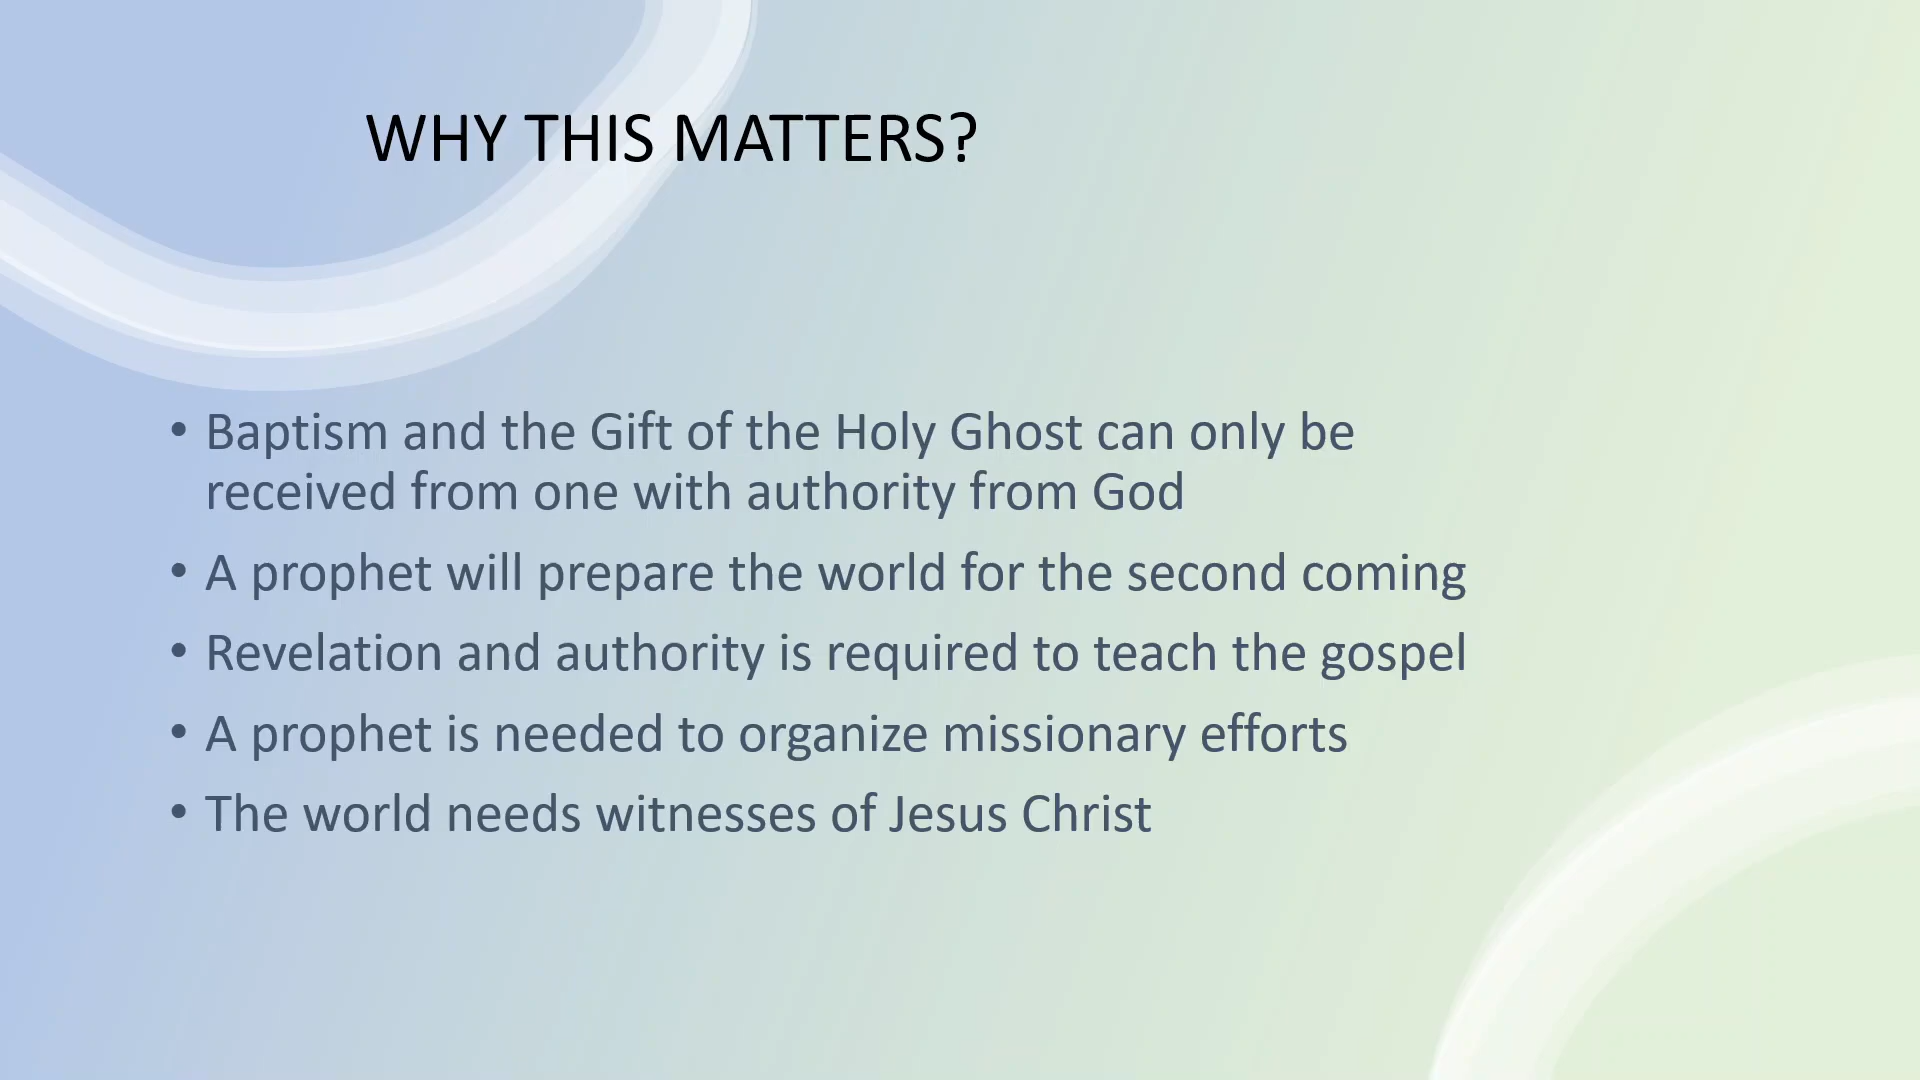 WHY THIS MATTERS?
• Baptism and the Gift of the Holy Ghost can only be
received from one with authority from God
• A prophet will prepare the world for the second coming
• Revelation and authority is required to teach the gospel
• A prophet is needed to organize missionary efforts
• The world needs witnesses of Jesus Christ